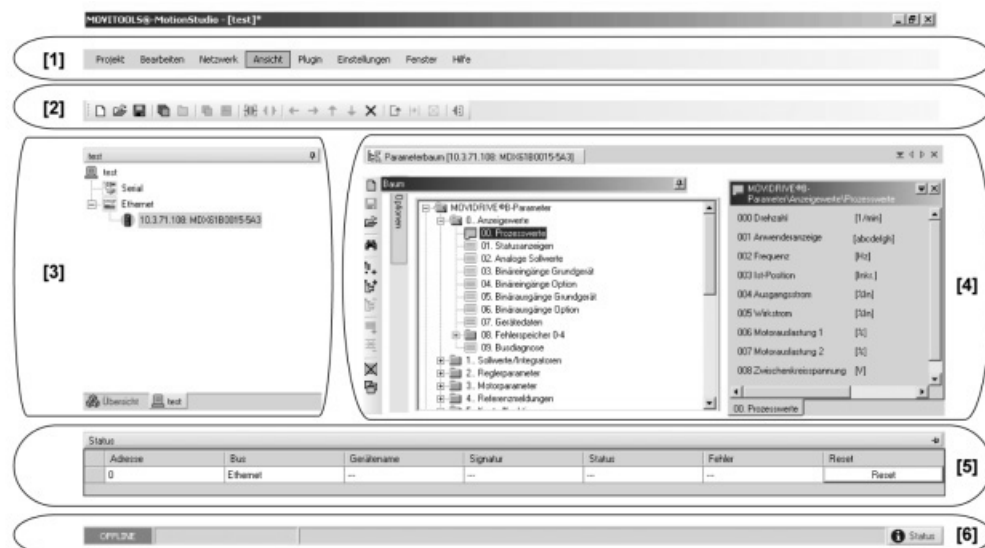 MOVITOOLS®-MotionStudio - [test]*
[1]
Projekt Bearbeiten Netzwerk Ansicht Plugin Einstellungen Fenster Hilfe
[2]
[3]
test
test
Serial
Ethernet
10.3.71.108: MDX61B0015-5A3
Übersicht test
[4]
Parameterbaum [10.3.71.108: MDX61B0015-5A3]
Baum
Optionen
MOVIDRIVE®B-Parameter
0. Anzeigewerte
00. Prozesswerte
01. Statusanzeigen
02. Analoge Sollwerte
03. Binäreingänge Grundgerät
04. Binäreingänge Option
05. Binärausgänge Grundgerät
06. Binärausgänge Option
07. Gerätedaten
08. Fehlerspeicher 0-4
09. Busdiagnose
1. Sollwerte/Integratoren
2. Reglerparameter
3. Motorparameter
4. Referenzmeldungen
MOVIDRIVE®B-
Parameter\Anzeigewerte\Prozesswerte
000 Drehzahl [1/min]
001 Anwenderanzeige [abcdefgh]
002 Frequenz [Hz]
003 Ist-Position [Inkr.]
004 Ausgangsstrom [%In]
005 Wirkstrom [%In]
006 Motorauslastung 1 [%]
007 Motorauslastung 2 [%]
008 Zwischenkreisspannung [V]
00. Prozesswerte
[5]
Status
Adresse Bus Gerätename Signatur Status Fehler Reset
0 Ethernet --- --- --- --- Reset
[6]
OFFLINE
Status